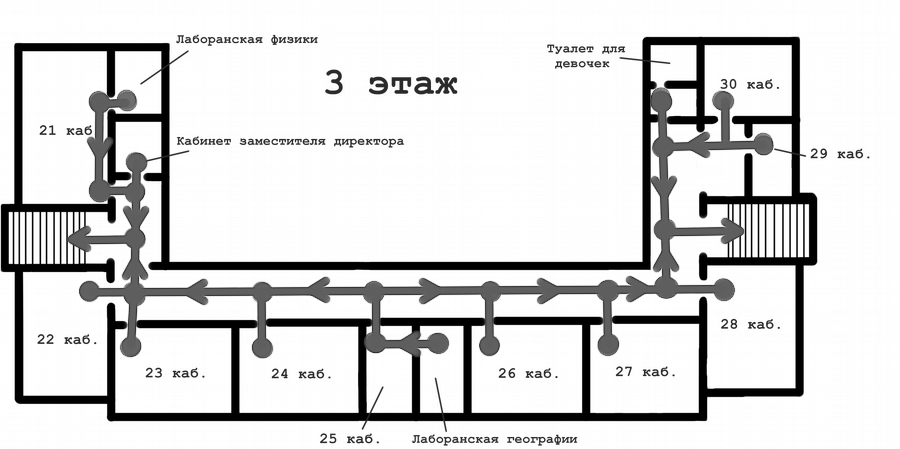 Лаборанская физики
Туалет для
девочек
3 этаж
30 каб.
21 каб
Кабинет заместителя директора
29 каб.
22 каб.
28 каб.
23 каб.
24 каб.
26 каб.
27 каб.
25 каб.
Лаборанская географии